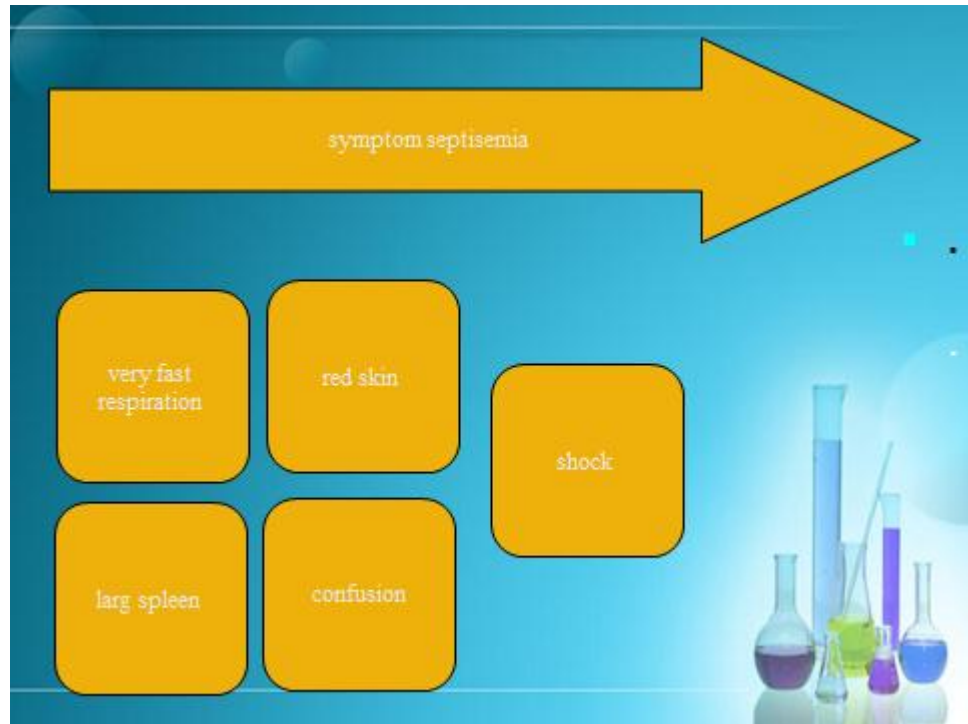 symptom septisemia
very fast
respiration
red skin
shock
larg spleen
confusion